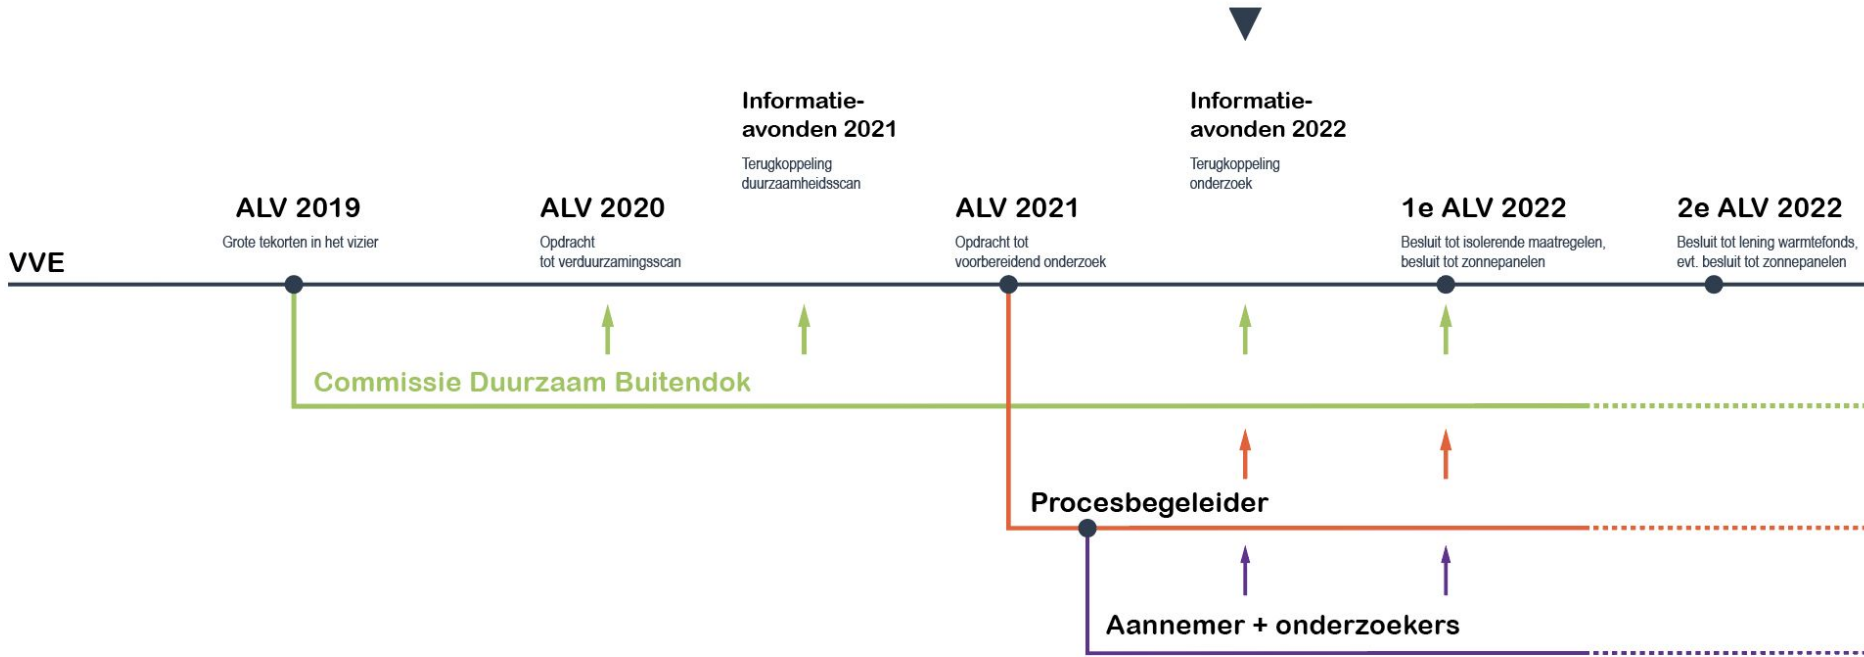 Informatie-
avonden 2021
Terugkoppeling
duurzaamheidsscan
Informatie-
avonden 2022
Terugkoppeling
onderzoek
ALV 2019
Grote tekorten in het vizier
ALV 2020
Opdracht
tot verduurzamingsscan
ALV 2021
Opdracht tot
voorbereidend onderzoek
1e ALV 2022
Besluit tot isolerende maatregelen,
besluit tot zonnepanelen
2e ALV 2022
Besluit tot lening warmtefonds,
evt. besluit tot zonnepanelen
VVE
Commissie Duurzaam Buitendok
Procesbegeleider
Aannemer + onderzoekers